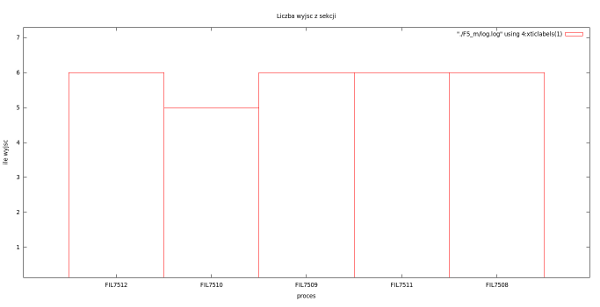 Liczba wyjsc z sekcji
"./F5_m/log.log" using 4:xticlabels(1)
7
6
5
4
3
2
1
ile wyjsc
FIL7512 FIL7510 FIL7509 FIL7511 FIL7508
proces